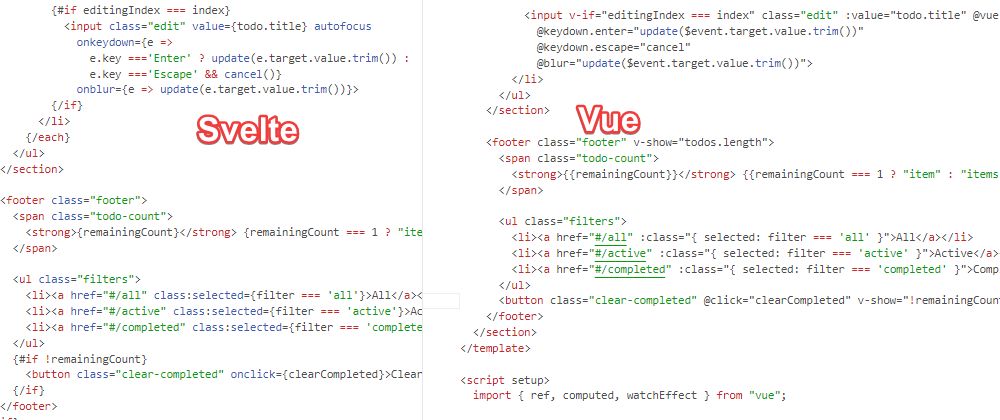 {#if editingIndex === index}
<input class="edit" value={todo.title} autofocus
onkeydown={e =>
e.key ==='Enter' ? update(e.target.value.trim()) :
e.key ==='Escape' && cancel()}
onblur={e => update(e.target.value.trim())}>
{/if}
</li>
{/each}
</ul>
</section>
Svelte
<footer class="footer">
<span class="todo-count">
<strong>{remainingCount}</strong> {remainingCount === 1 ? "ite
</span>
<ul class="filters">
<li><a href="#/all" class:selected={filter === 'all'}>All</a><
<li><a href="#/active" class:selected={filter === 'active'}>Ac
<li><a href="#/completed" class:selected={filter === 'complete
</ul>
{#if !remainingCount}
<button class="clear-completed" onclick={clearCompleted}>Clear
{/if}
</footer>
<input v-if="editingIndex === index" class="edit" :value="todo.title" @vue
@keydown.enter="update($event.target.value.trim())"
@keydown.escape="cancel"
@blur="update($event.target.value.trim())">
</li>
</ul>
</section>
Vue
<footer class="footer" v-show="todos.length">
<span class="todo-count">
<strong>{{remainingCount}}</strong> {{remainingCount === 1 ? "item" : "items
</span>
<ul class="filters">
<li><a href="#/all" :class="{ selected: filter === 'all' }">All</a></li>
<li><a href="#/active" :class="{ selected: filter === 'active' }">Active</a>
<li><a href="#/completed" :class="{ selected: filter === 'completed' }">Comp
</ul>
<button class="clear-completed" @click="clearCompleted" v-show="!remainingCoun
</footer>
</section>
</template>
<script setup>
import { ref, computed, watchEffect } from "vue";